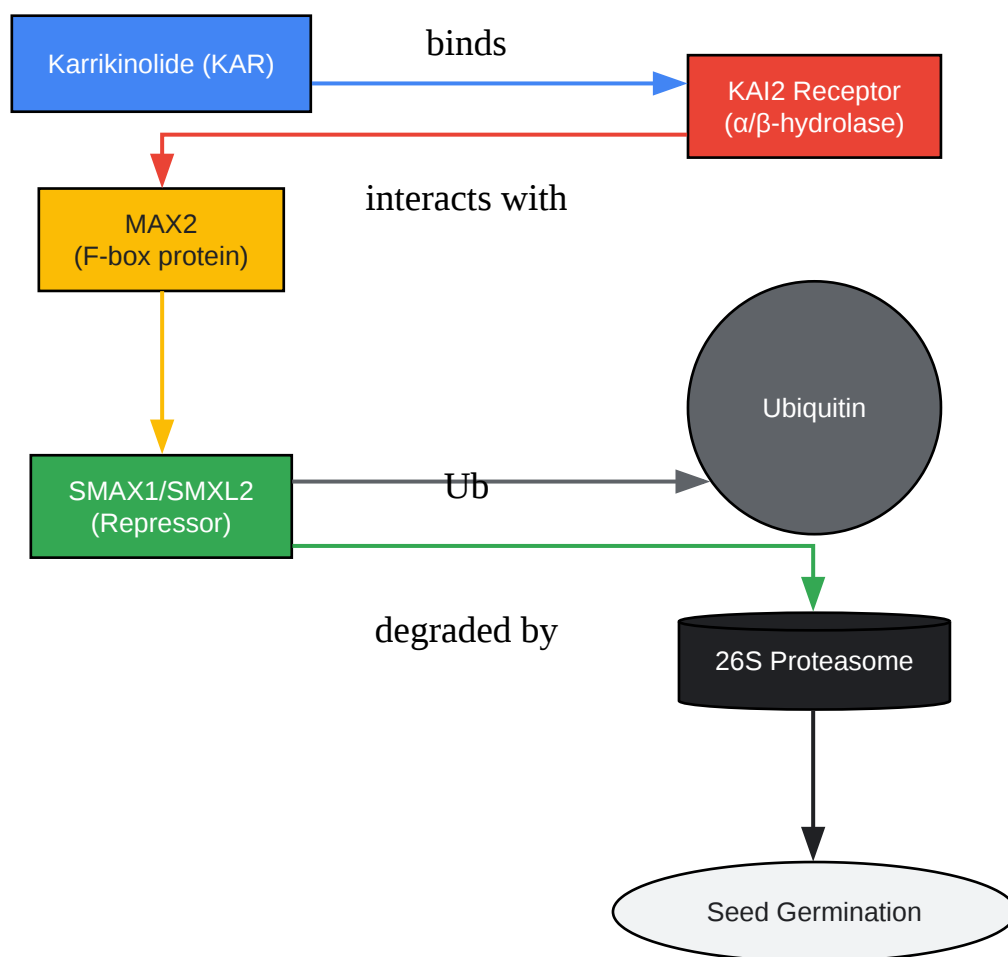 Karrikinolide (KAR)
binds
KAI2 Receptor
(α/β-hydrolase)
interacts with
MAX2
(F-box protein)
Ubiquitin
SMAX1/SMXL2
(Repressor)
Ub
degraded by
26S Proteasome
Seed Germination